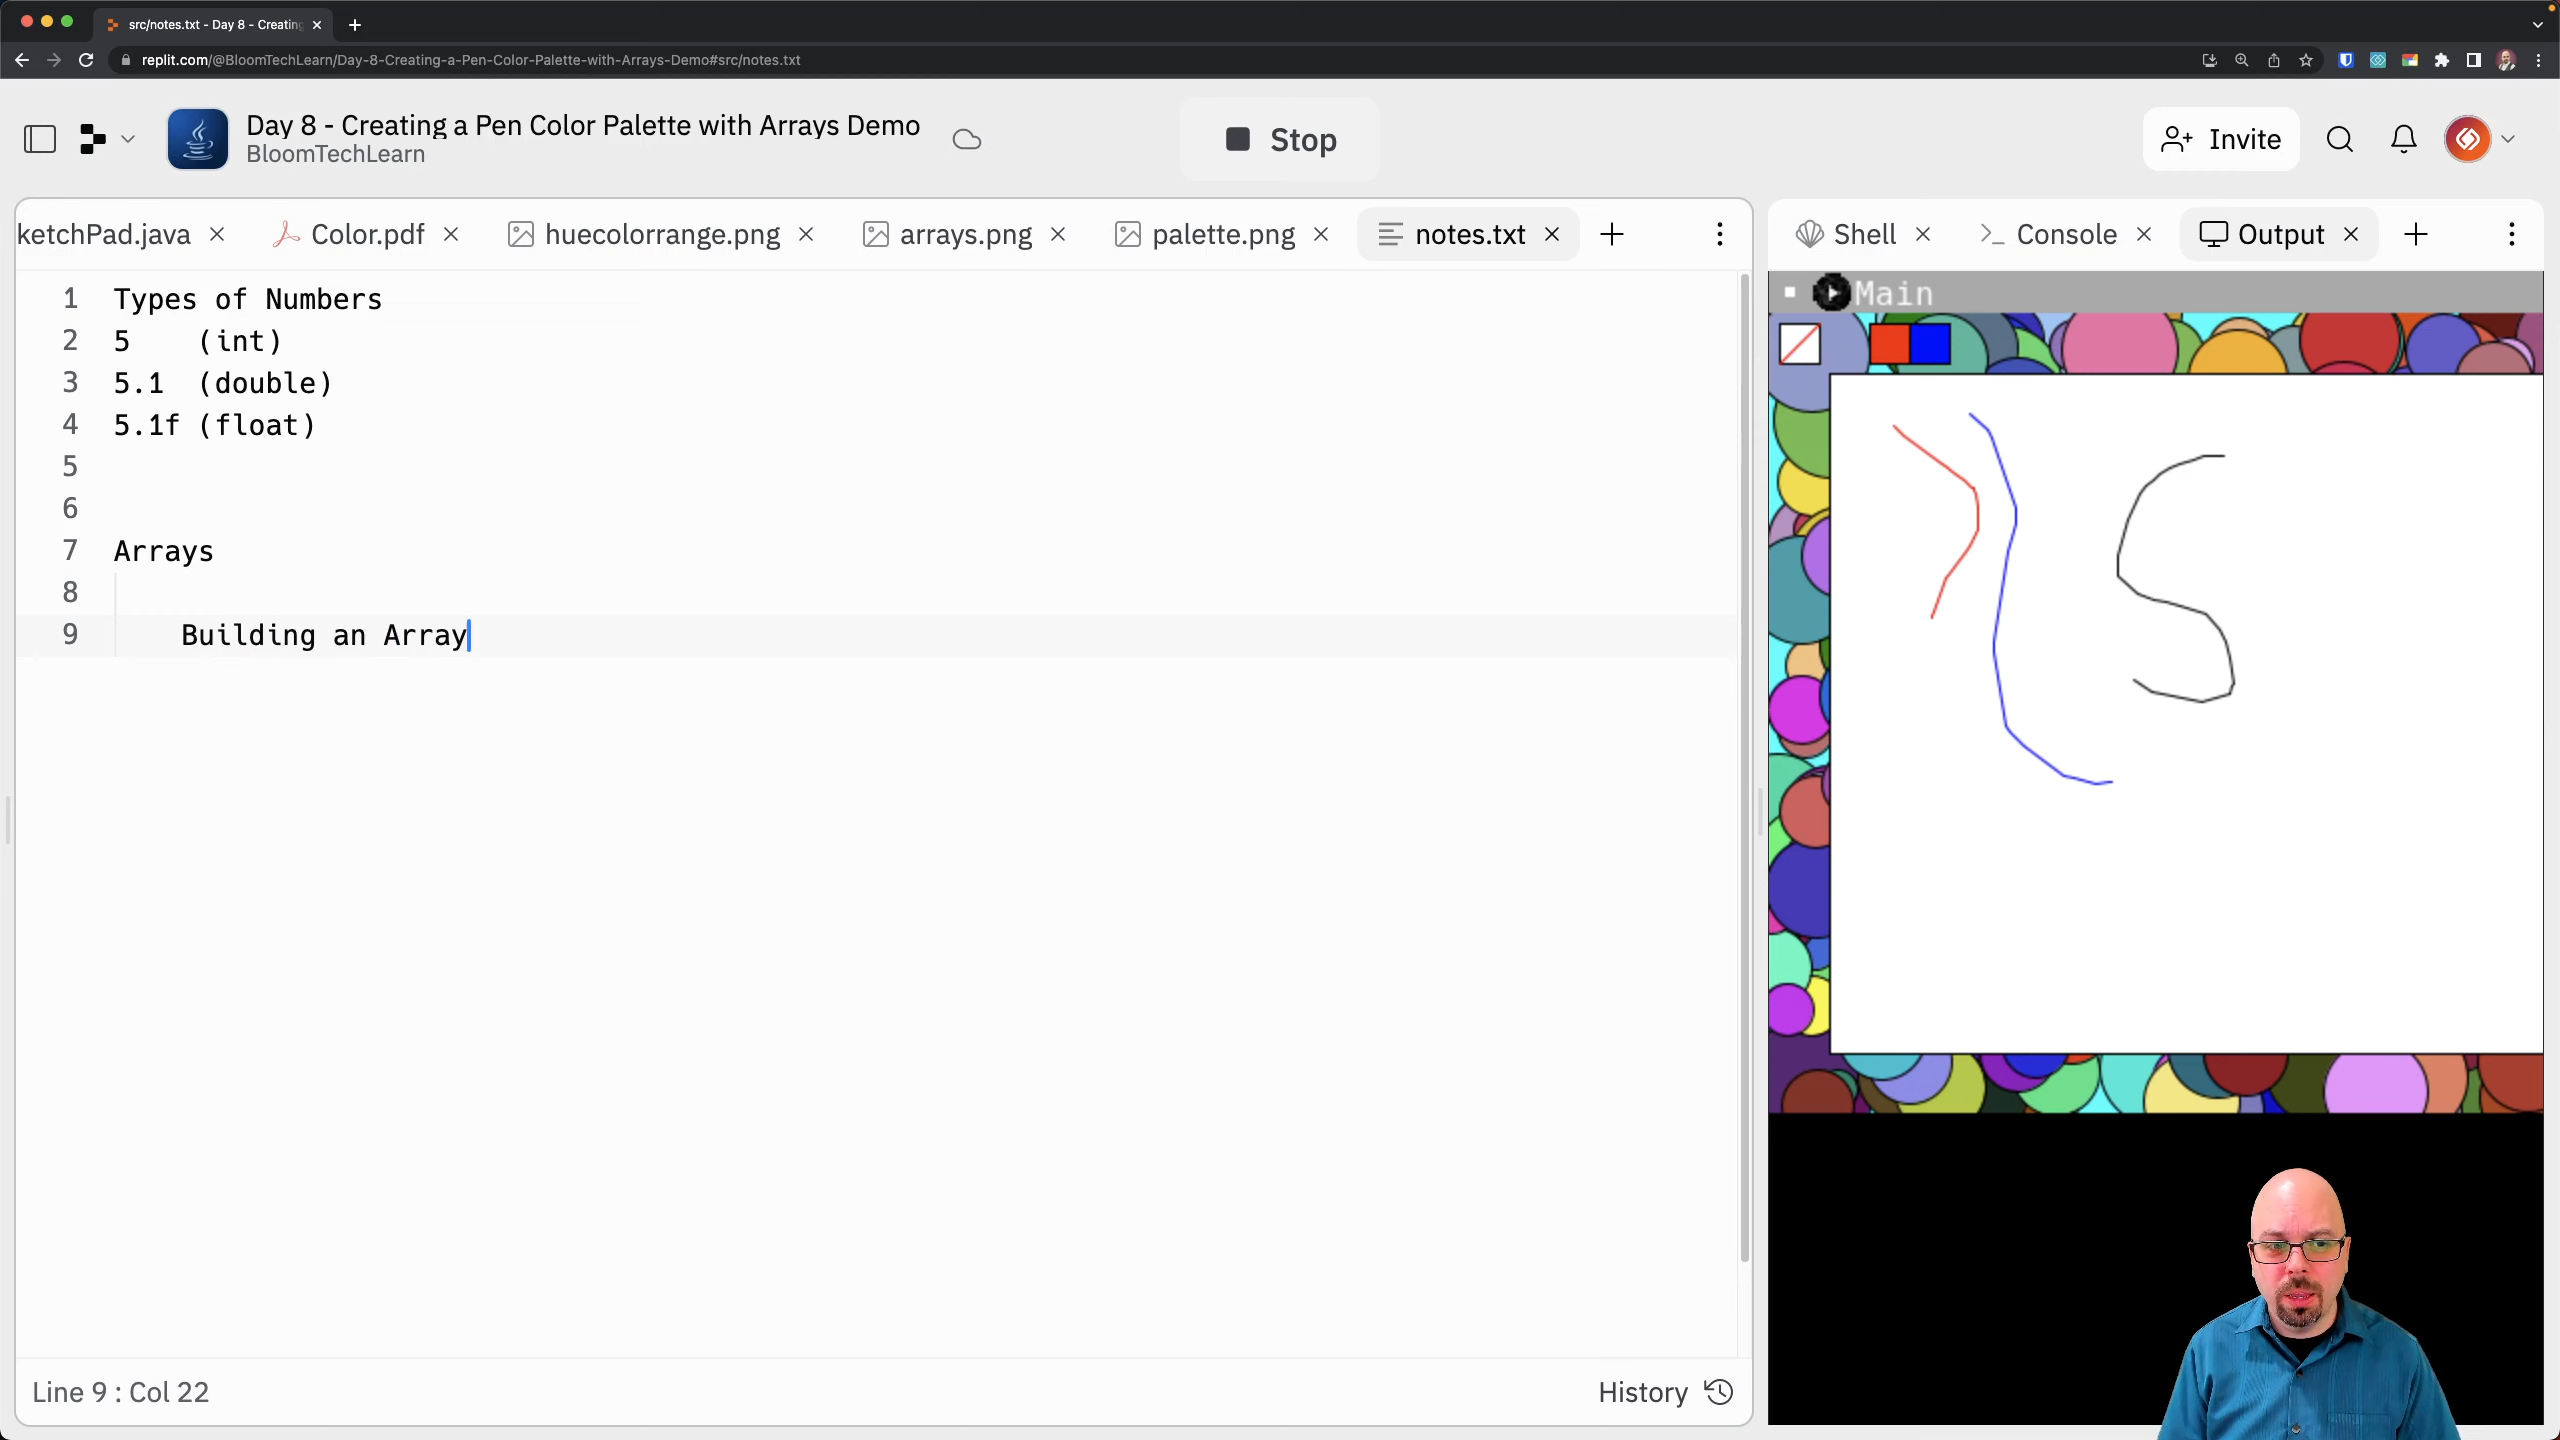 src/notes.txt - Day 8 - Creating
replit.com/@BloomTechLearn/Day-8-Creating-a-Pen-Color-Palette-with-Arrays-Demo#src/notes.txt
Day 8 - Creating a Pen Color Palette with Arrays Demo
BloomTechLearn
Stop
Invite
ketchPad.java
Color.pdf
huecolorrange.png
arrays.png
palette.png
notes.txt
Shell
Console
Output
1 Types of Numbers
2 5    (int)
3 5.1  (double)
4 5.1f (float)
5
6
7 Arrays
8
9     Building an Array
Main
Line 9 : Col 22
History